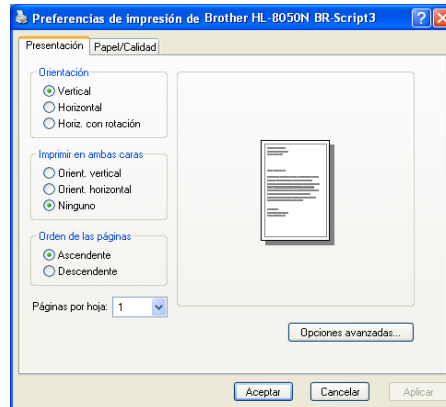 Preferencias de impresión de Brother HL-8050N BR-Script3
Presentación Papel/Calidad
Orientación
Vertical
Horizontal
Horiz. con rotación
Imprimir en ambas caras
Orient. vertical
Orient. horizontal
Ninguno
Orden de las páginas
Ascendente
Descendente
Páginas por hoja: 1
Opciones avanzadas...
Aceptar Cancelar Aplicar